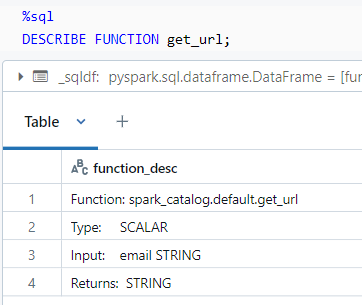 %sql
DESCRIBE FUNCTION get_url;
_sqldf: pyspark.sql.dataframe.DataFrame = [fun
Table
function_desc
1 Function: spark_catalog.default.get_url
2 Type: SCALAR
3 Input: email STRING
4 Returns: STRING